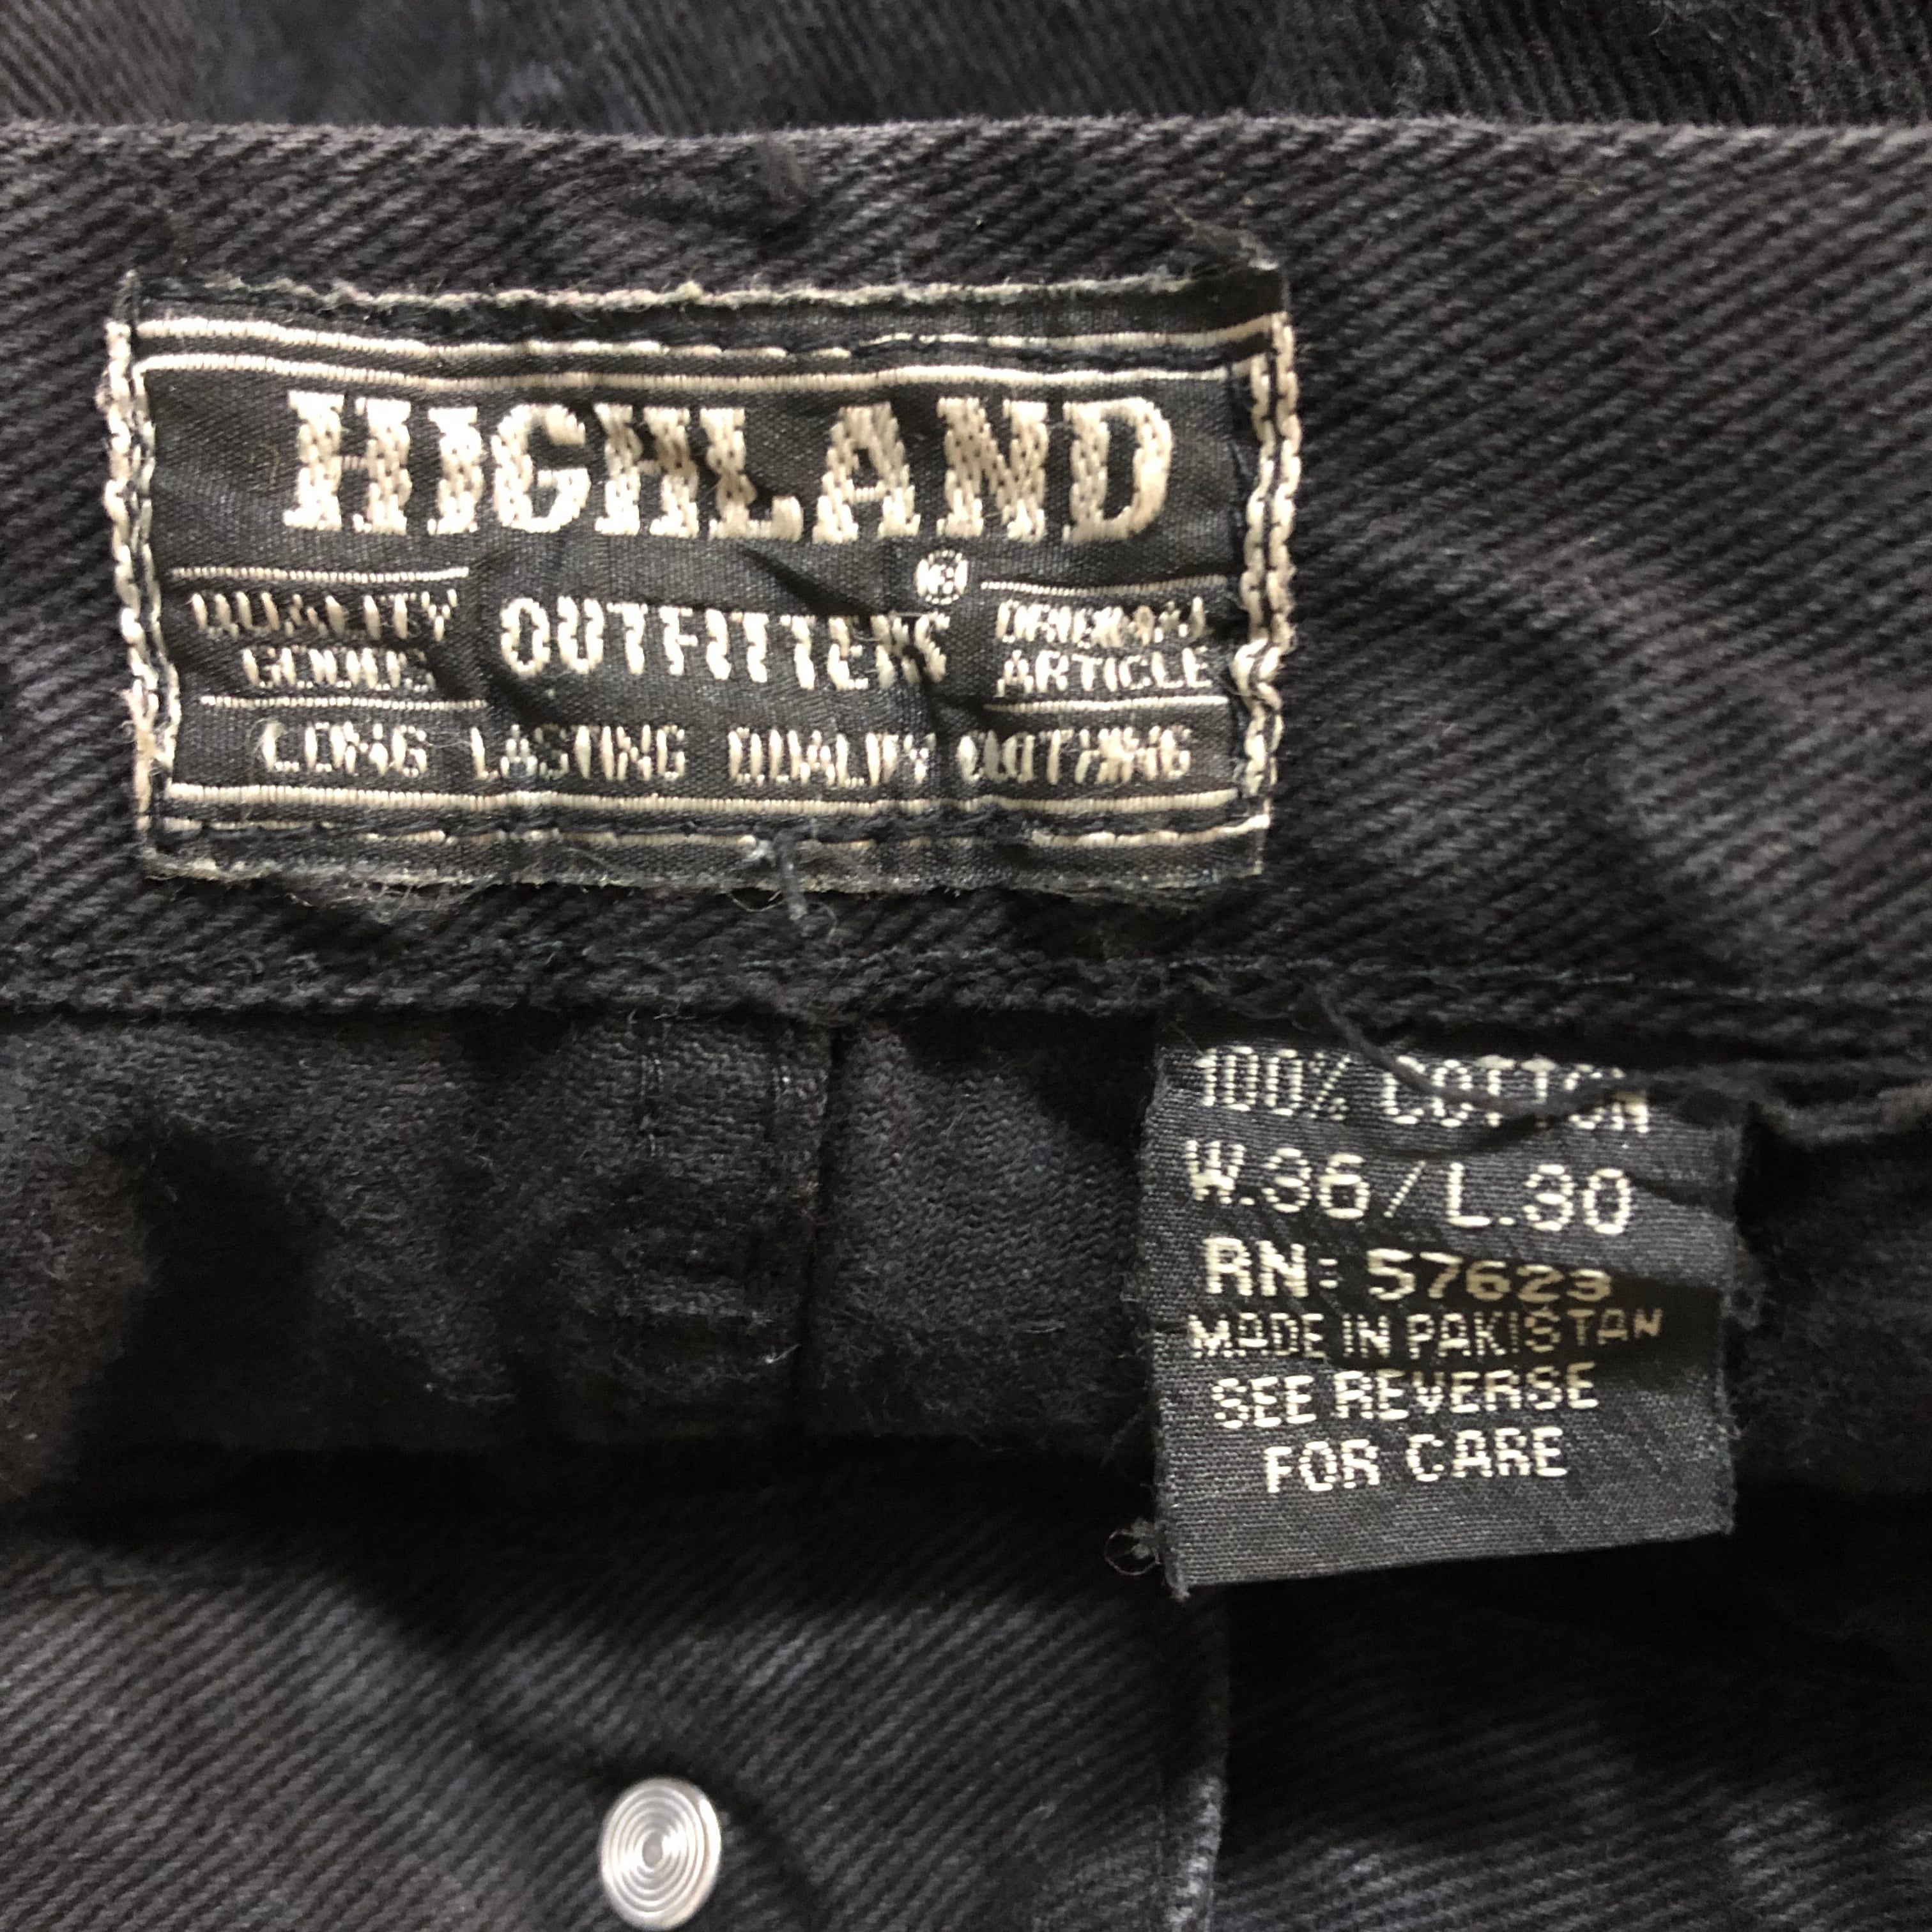 HIGHLAND
®
QUALITY GOODS
OUTFITTERS
ORIGINAL ARTICLE
LONG LASTING QUALITY CLOTHING
100% COTTON
W.36/L.30
RN: 57623
MADE IN PAKISTAN
SEE REVERSE
FOR CARE